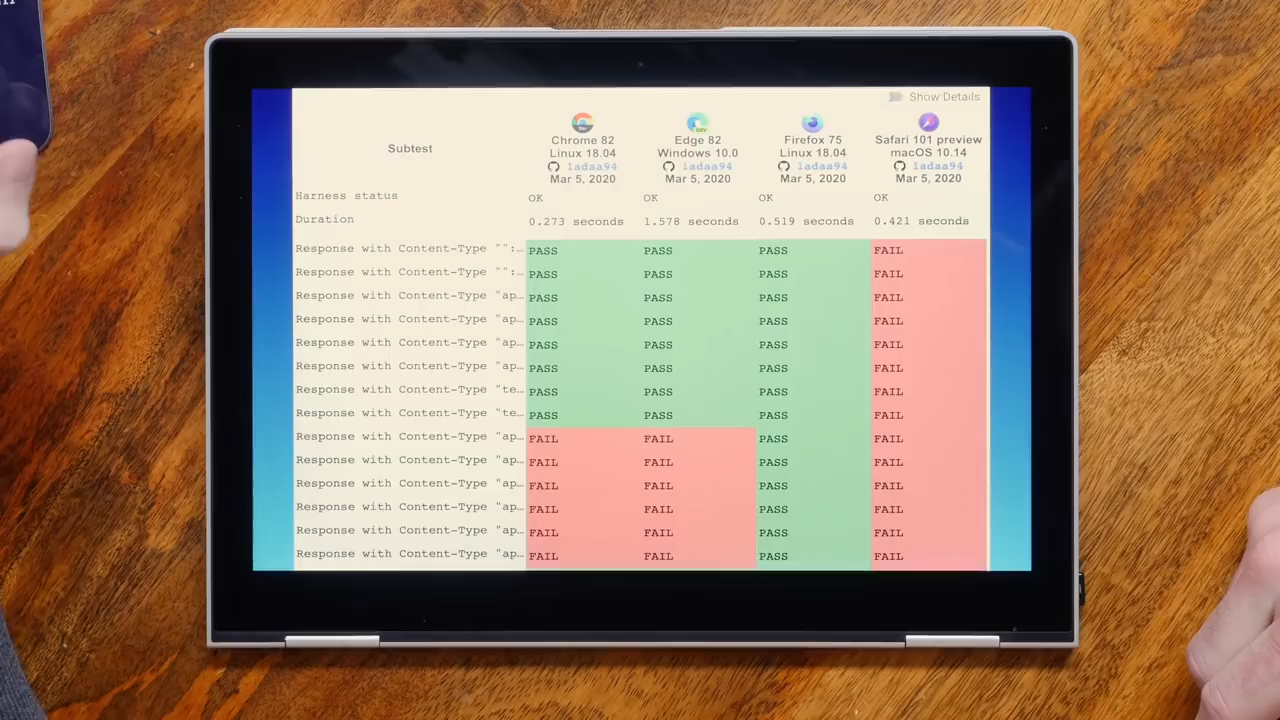 Show Details
Subtest
Chrome 82
Linux 18.04
1adaa94
Mar 5, 2020
Edge 82
Windows 10.0
1adaa94
Mar 5, 2020
Firefox 75
Linux 18.04
1adaa94
Mar 5, 2020
Safari 101 preview
macOS 10.14
1adaa94
Mar 5, 2020
Harness status OK OK OK OK
Duration 0.273 seconds 1.578 seconds 0.519 seconds 0.421 seconds
Response with Content-Type "":… PASS PASS PASS FAIL
Response with Content-Type "":… PASS PASS PASS FAIL
Response with Content-Type "ap… PASS PASS PASS FAIL
Response with Content-Type "ap… PASS PASS PASS FAIL
Response with Content-Type "ap… PASS PASS PASS FAIL
Response with Content-Type "ap… PASS PASS PASS FAIL
Response with Content-Type "te… PASS PASS PASS FAIL
Response with Content-Type "te… PASS PASS PASS FAIL
Response with Content-Type "ap… FAIL FAIL PASS FAIL
Response with Content-Type "ap… FAIL FAIL PASS FAIL
Response with Content-Type "ap… FAIL FAIL PASS FAIL
Response with Content-Type "ap… FAIL FAIL PASS FAIL
Response with Content-Type "ap… FAIL FAIL PASS FAIL
Response with Content-Type "ap… FAIL FAIL PASS FAIL